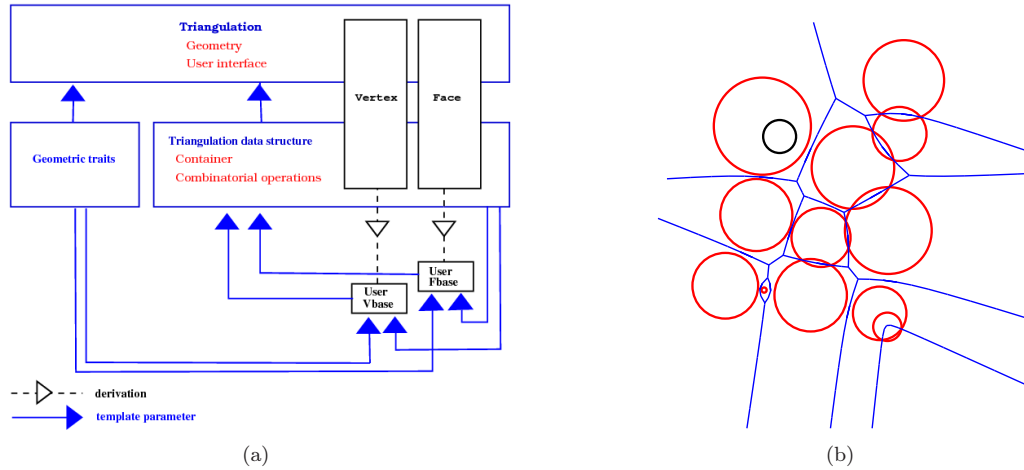 Triangulation
Geometry
User interface
Vertex
Face
Geometric traits
Triangulation data structure
Container
Combinatorial operations
User
Fbase
User
Vbase
derivation
template parameter
(a)
(b)